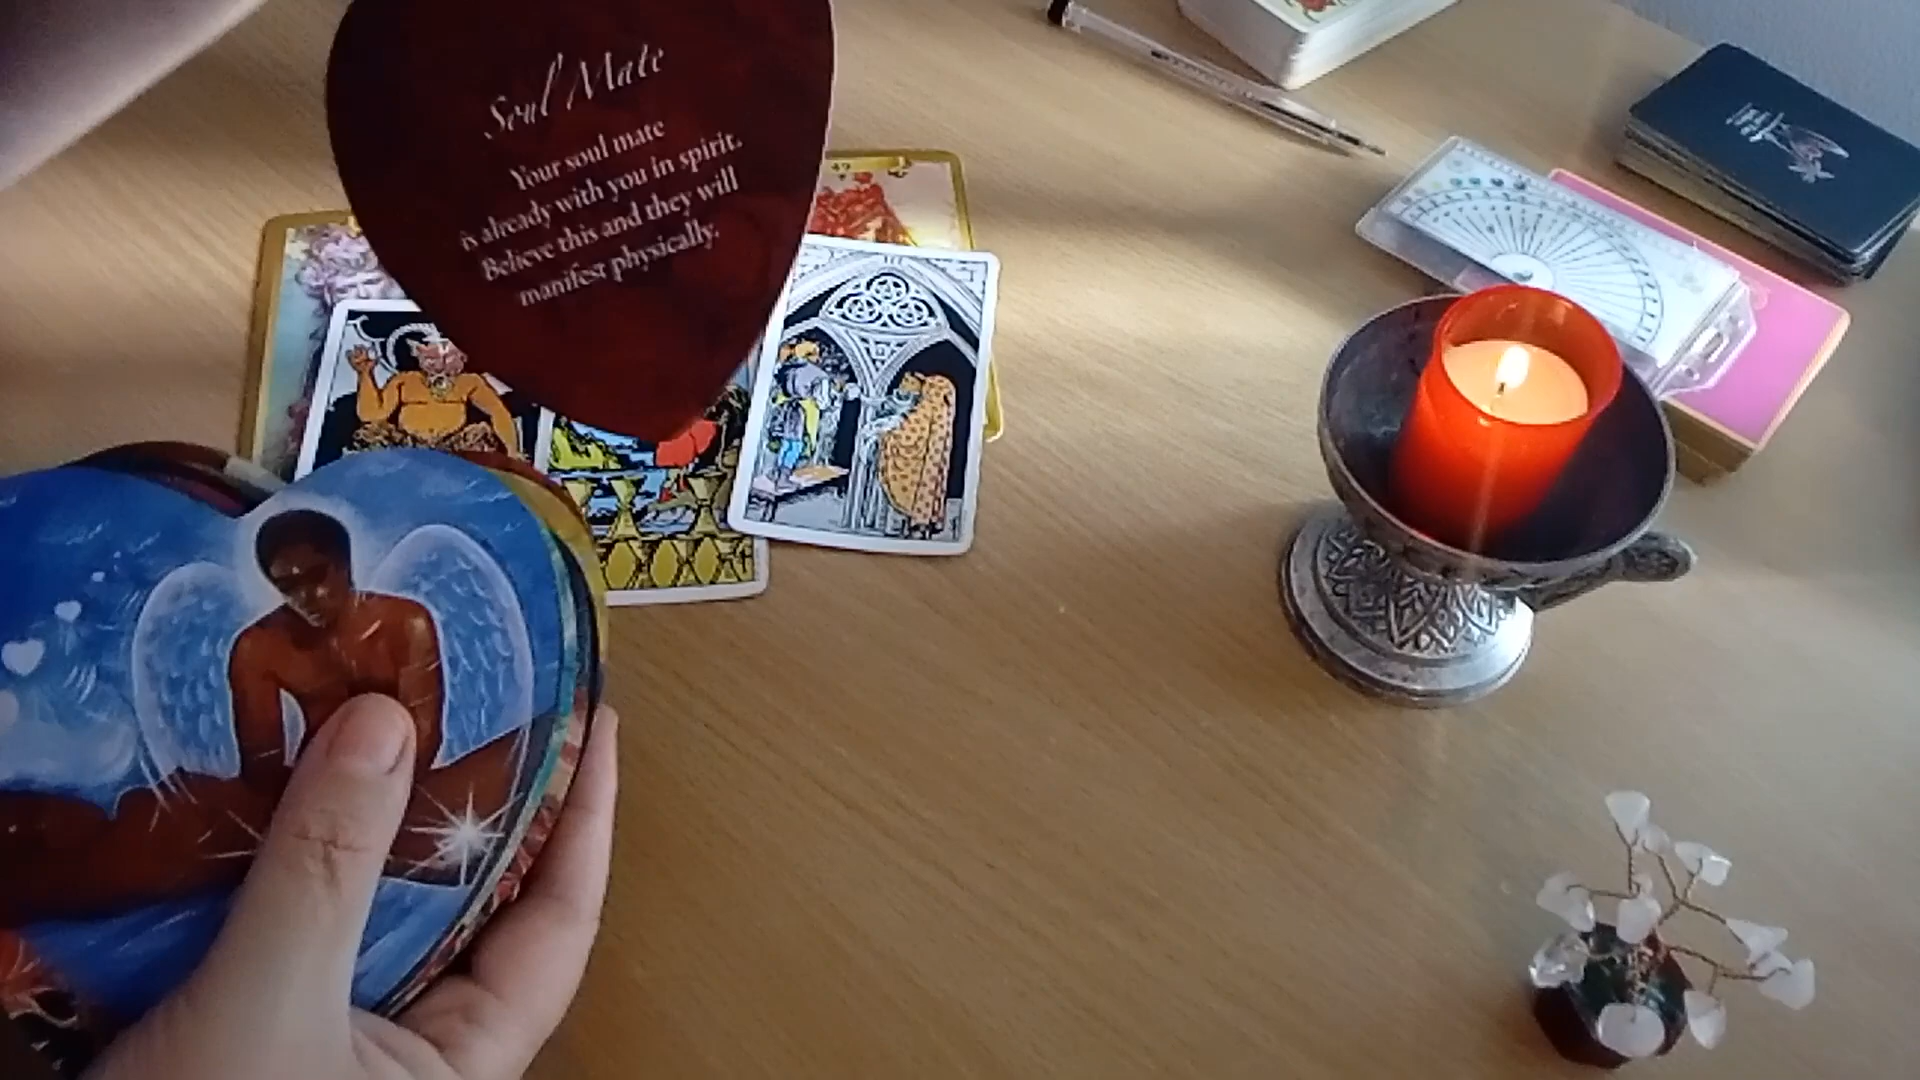 Soul Mate
Your soul mate
is already with you in spirit.
Believe this and they will
manifest physically.